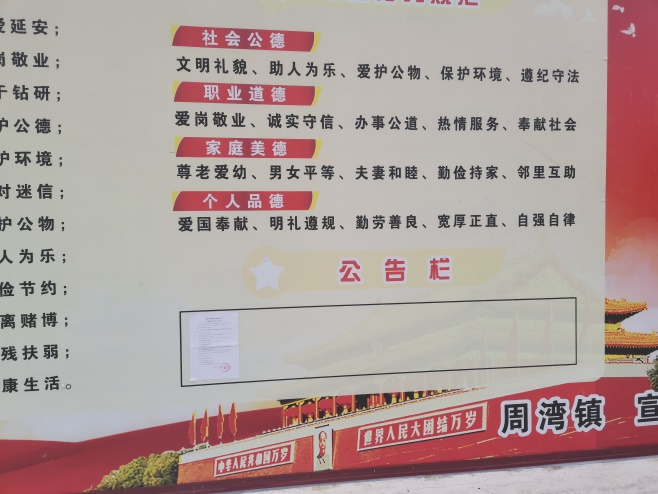 爱延安；
岗敬业；
于钻研；
护公德；
护环境；
对迷信；
护公物；
人为乐；
俭节约；
离赌博；
残扶弱；
康生活。
社会公德
文明礼貌、助人为乐、爱护公物、保护环境、遵纪守法
职业道德
爱岗敬业、诚实守信、办事公道、热情服务、奉献社会
家庭美德
尊老爱幼、男女平等、夫妻和睦、勤俭持家、邻里互助
个人品德
爱国奉献、明礼遵规、勤劳善良、宽厚正直、自强自律
公告栏
中华人民共和国万岁
世界人民大团结万岁
周湾镇 宣